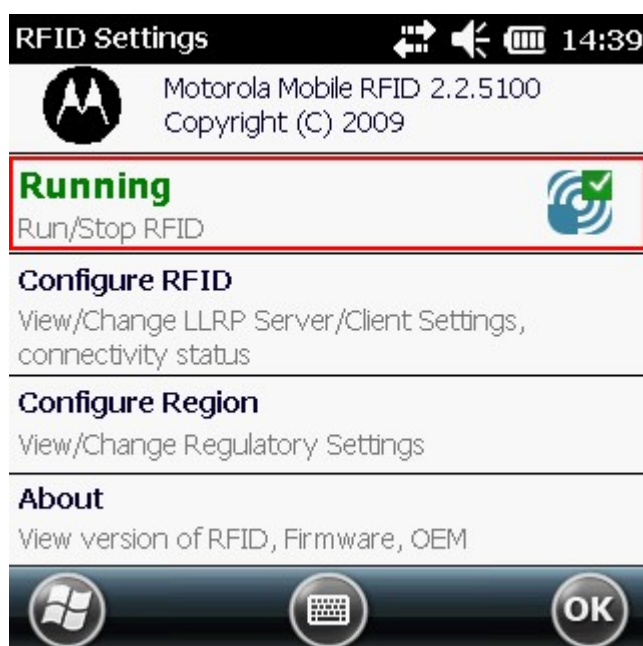 RFID Settings 14:39
Motorola Mobile RFID 2.2.5100
Copyright (C) 2009
Running
Run/Stop RFID
Configure RFID
View/Change LLRP Server/Client Settings,
connectivity status
Configure Region
View/Change Regulatory Settings
About
View version of RFID, Firmware, OEM
OK